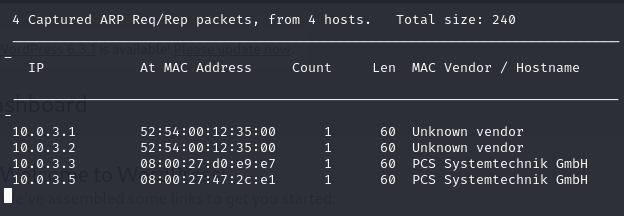 4 Captured ARP Req/Rep packets, from 4 hosts.   Total size: 240
WordPress 6.3.1 is available! Please update now
IP            At MAC Address     Count     Len  MAC Vendor / Hostname
ashboard
10.0.3.1        52:54:00:12:35:00      1      60  Unknown vendor
10.0.3.2        52:54:00:12:35:00      1      60  Unknown vendor
10.0.3.3        08:00:27:d0:e9:e7      1      60  PCS Systemtechnik GmbH
Welcome to W
10.0.3.5        08:00:27:47:2c:e1      1      60  PCS Systemtechnik GmbH
We've assembled some links to get you started: